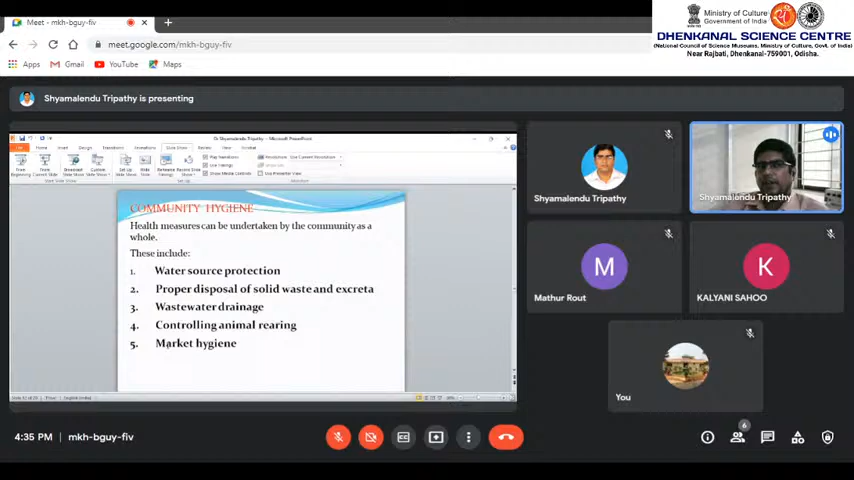 Meet - mkh-bguy-fiv
meet.google.com/mkh-bguy-fiv
Apps Gmail YouTube Maps
Ministry of Culture
Government of India
DHENKANAL SCIENCE CENTRE
(National Council of Science Museums, Ministry of Culture, Govt. of India)
Near Rajbati, Dhenkanal-759001, Odisha.
Shyamalendu Tripathy is presenting
COMMUNITY HYGIENE
Health measures can be undertaken by the community as a
whole.
These include:
1. Water source protection
2. Proper disposal of solid waste and excreta
3. Wastewater drainage
4. Controlling animal rearing
5. Market hygiene
Shyamalendu Tripathy
Shyamalendu Tripathy
M
Mathur Rout
K
KALYANI SAHOO
You
4:35 PM mkh-bguy-fiv
6